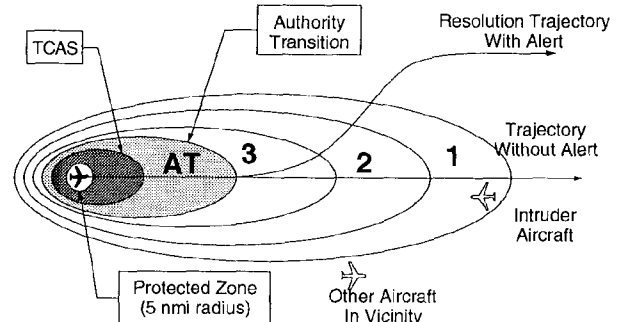 Authority
Transition
Resolution Trajectory
With Alert
TCAS
AT
3
2
1
Trajectory
Without Alert
Intruder
Aircraft
Protected Zone
(5 nmi radius)
Other Aircraft
In Vicinity